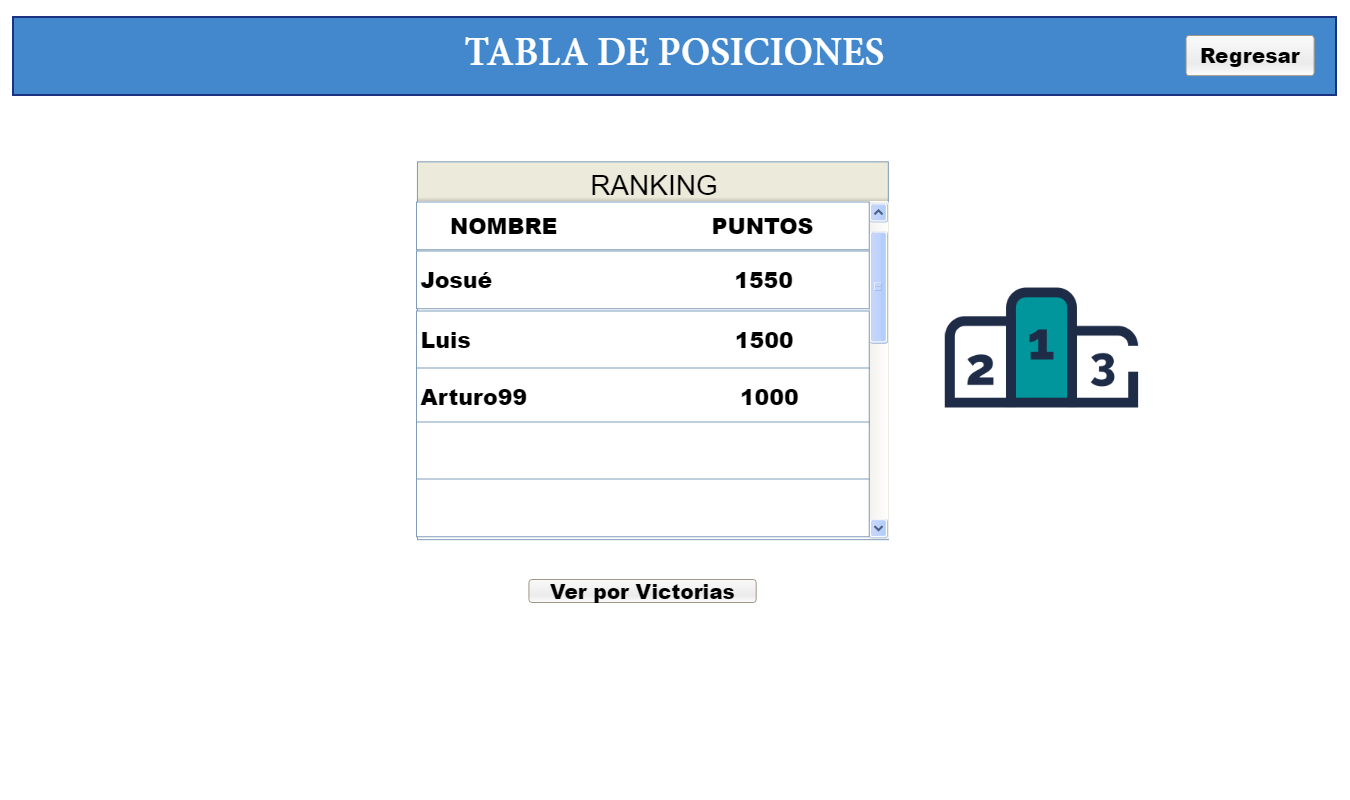 TABLA DE POSICIONES
Regresar
RANKING
NOMBRE PUNTOS
Josué 1550
Luis 1500
Arturo99 1000
2 1 3
Ver por Victorias